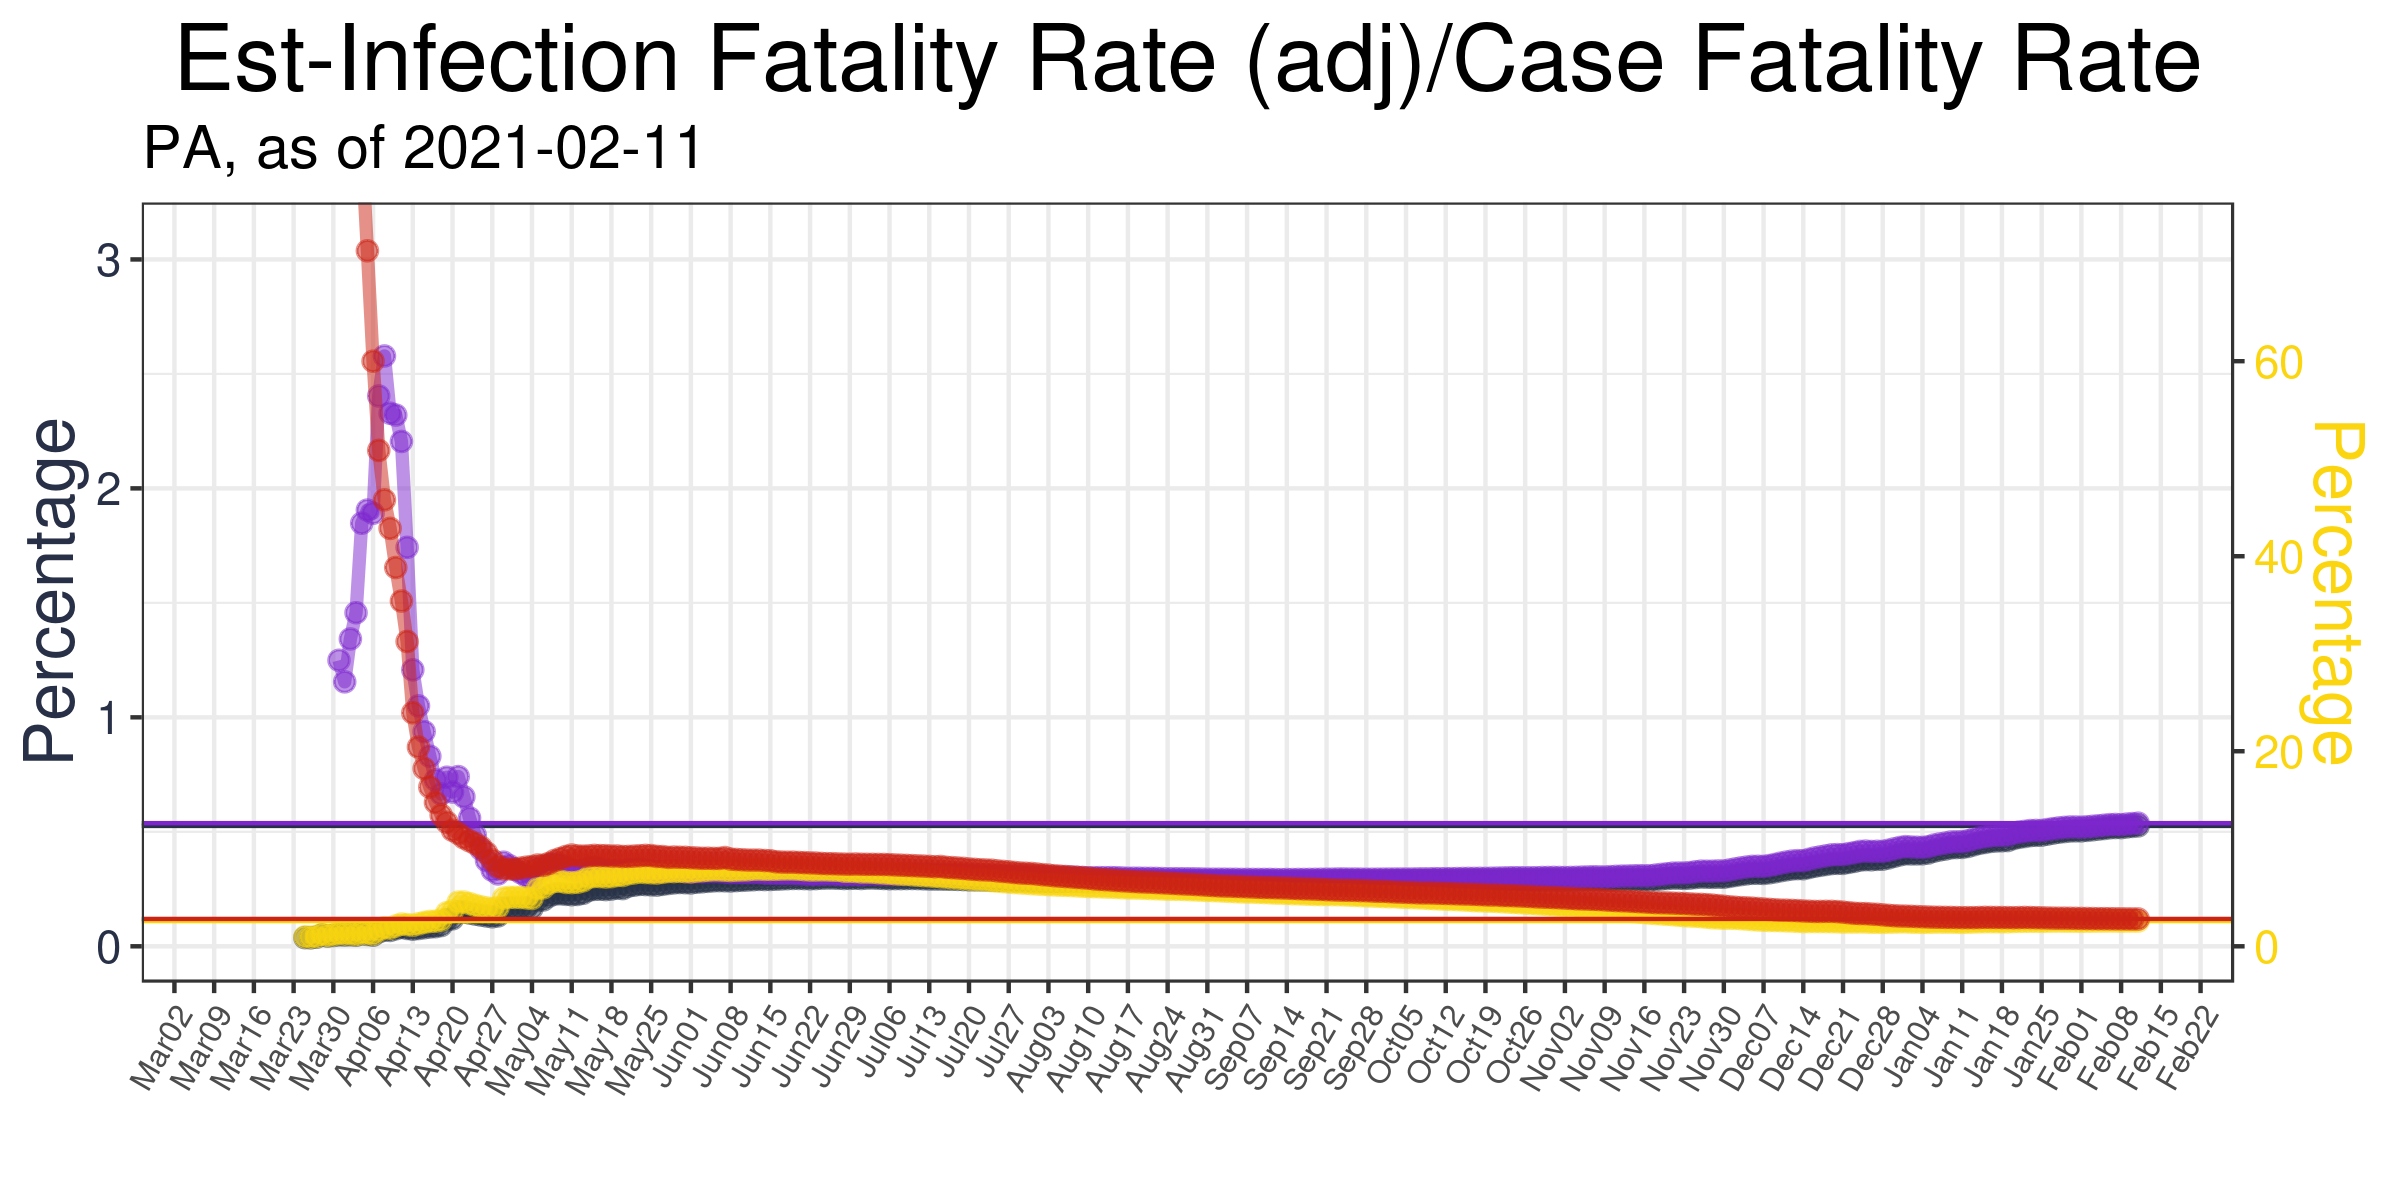 Est-Infection Fatality Rate (adj)/Case Fatality Rate
PA, as of 2021-02-11
Percentage
3
2
1
0
60
40
20
0
Percentage
Mar02
Mar09
Mar16
Mar23
Mar30
Apr06
Apr13
Apr20
Apr27
May04
May11
May18
May25
Jun01
Jun08
Jun15
Jun22
Jun29
Jul06
Jul13
Jul20
Jul27
Aug03
Aug10
Aug17
Aug24
Aug31
Sep07
Sep14
Sep21
Sep28
Oct05
Oct12
Oct19
Oct26
Nov02
Nov09
Nov16
Nov23
Nov30
Dec07
Dec14
Dec21
Dec28
Jan04
Jan11
Jan18
Jan25
Feb01
Feb08
Feb15
Feb22